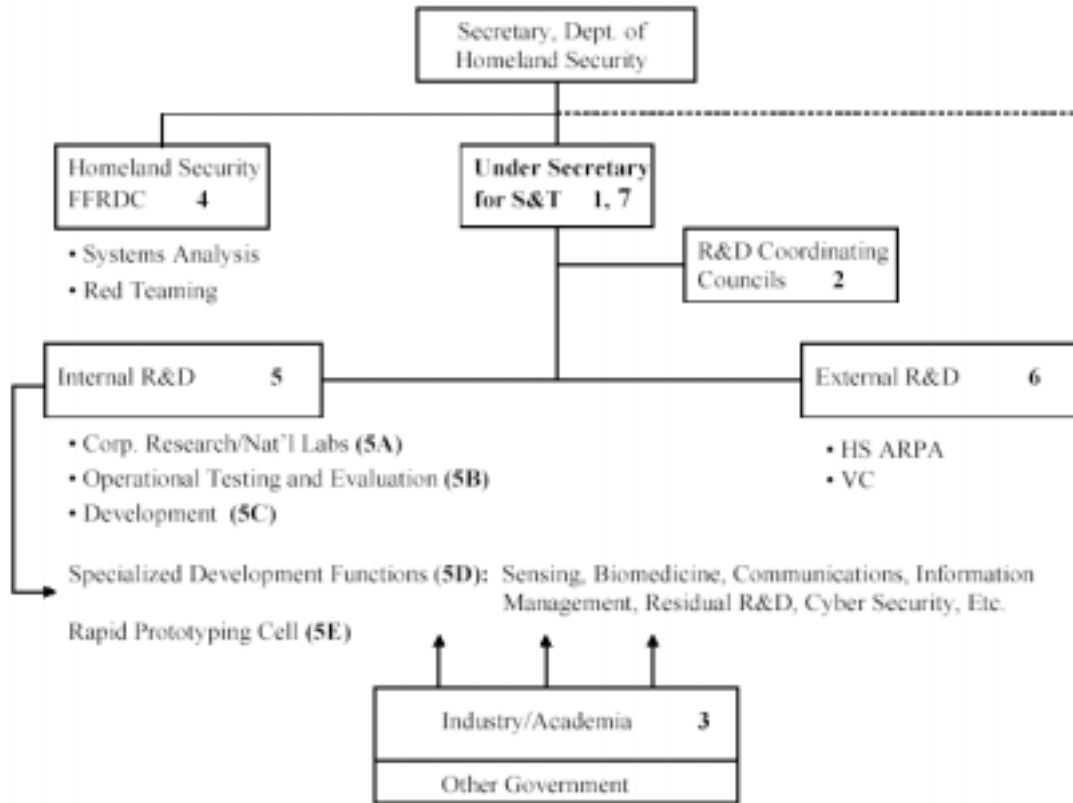 Secretary, Dept. of
Homeland Security
Homeland Security
FFRDC 4
• Systems Analysis
• Red Teaming
Under Secretary
for S&T 1, 7
R&D Coordinating
Councils 2
Internal R&D 5
External R&D 6
• Corp. Research/Nat'l Labs (5A)
• Operational Testing and Evaluation (5B)
• Development (5C)
• HS ARPA
• VC
Specialized Development Functions (5D): Sensing, Biomedicine, Communications, Information
Management, Residual R&D, Cyber Security, Etc.
Rapid Prototyping Cell (5E)
Industry/Academia 3
Other Government